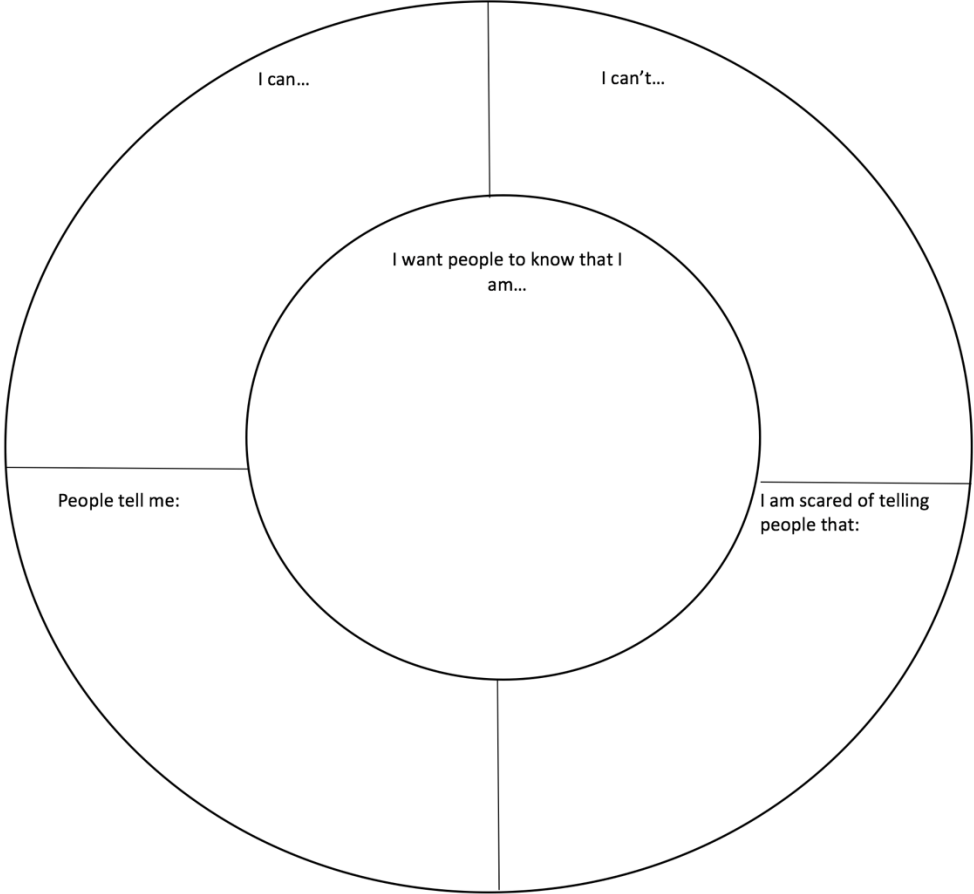 I can…
I can’t…
I want people to know that I
am…
People tell me:
I am scared of telling
people that: